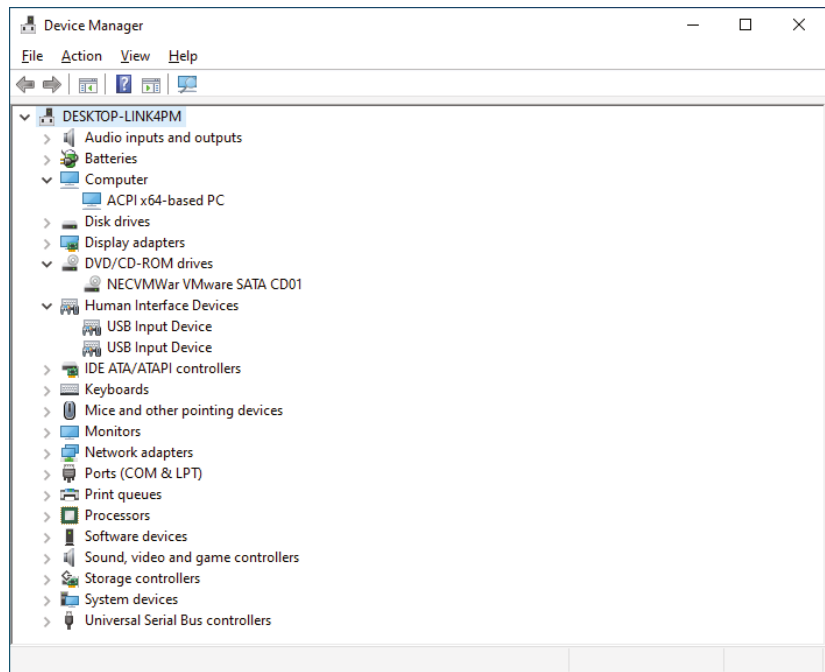 Device Manager
File Action View Help
DESKTOP-LINK4PM
Audio inputs and outputs
Batteries
Computer
ACPI x64-based PC
Disk drives
Display adapters
DVD/CD-ROM drives
NECVMWar VMware SATA CD01
Human Interface Devices
USB Input Device
USB Input Device
IDE ATA/ATAPI controllers
Keyboards
Mice and other pointing devices
Monitors
Network adapters
Ports (COM & LPT)
Print queues
Processors
Software devices
Sound, video and game controllers
Storage controllers
System devices
Universal Serial Bus controllers